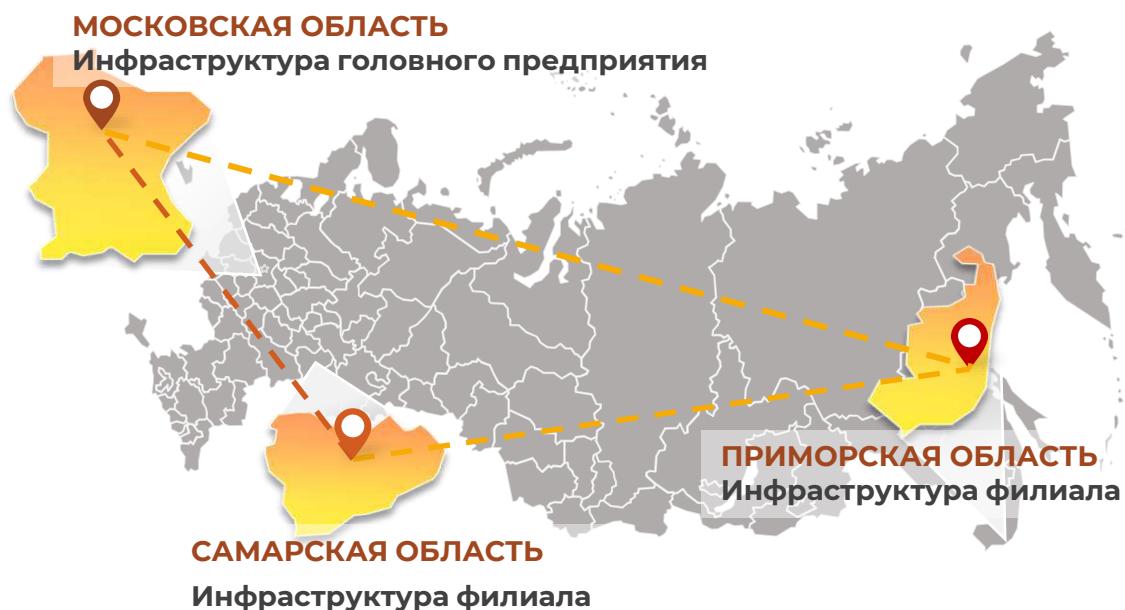 МОСКОВСКАЯ ОБЛАСТЬ
Инфраструктура головного предприятия
ПРИМОРСКАЯ ОБЛАСТЬ
Инфраструктура филиала
САМАРСКАЯ ОБЛАСТЬ
Инфраструктура филиала